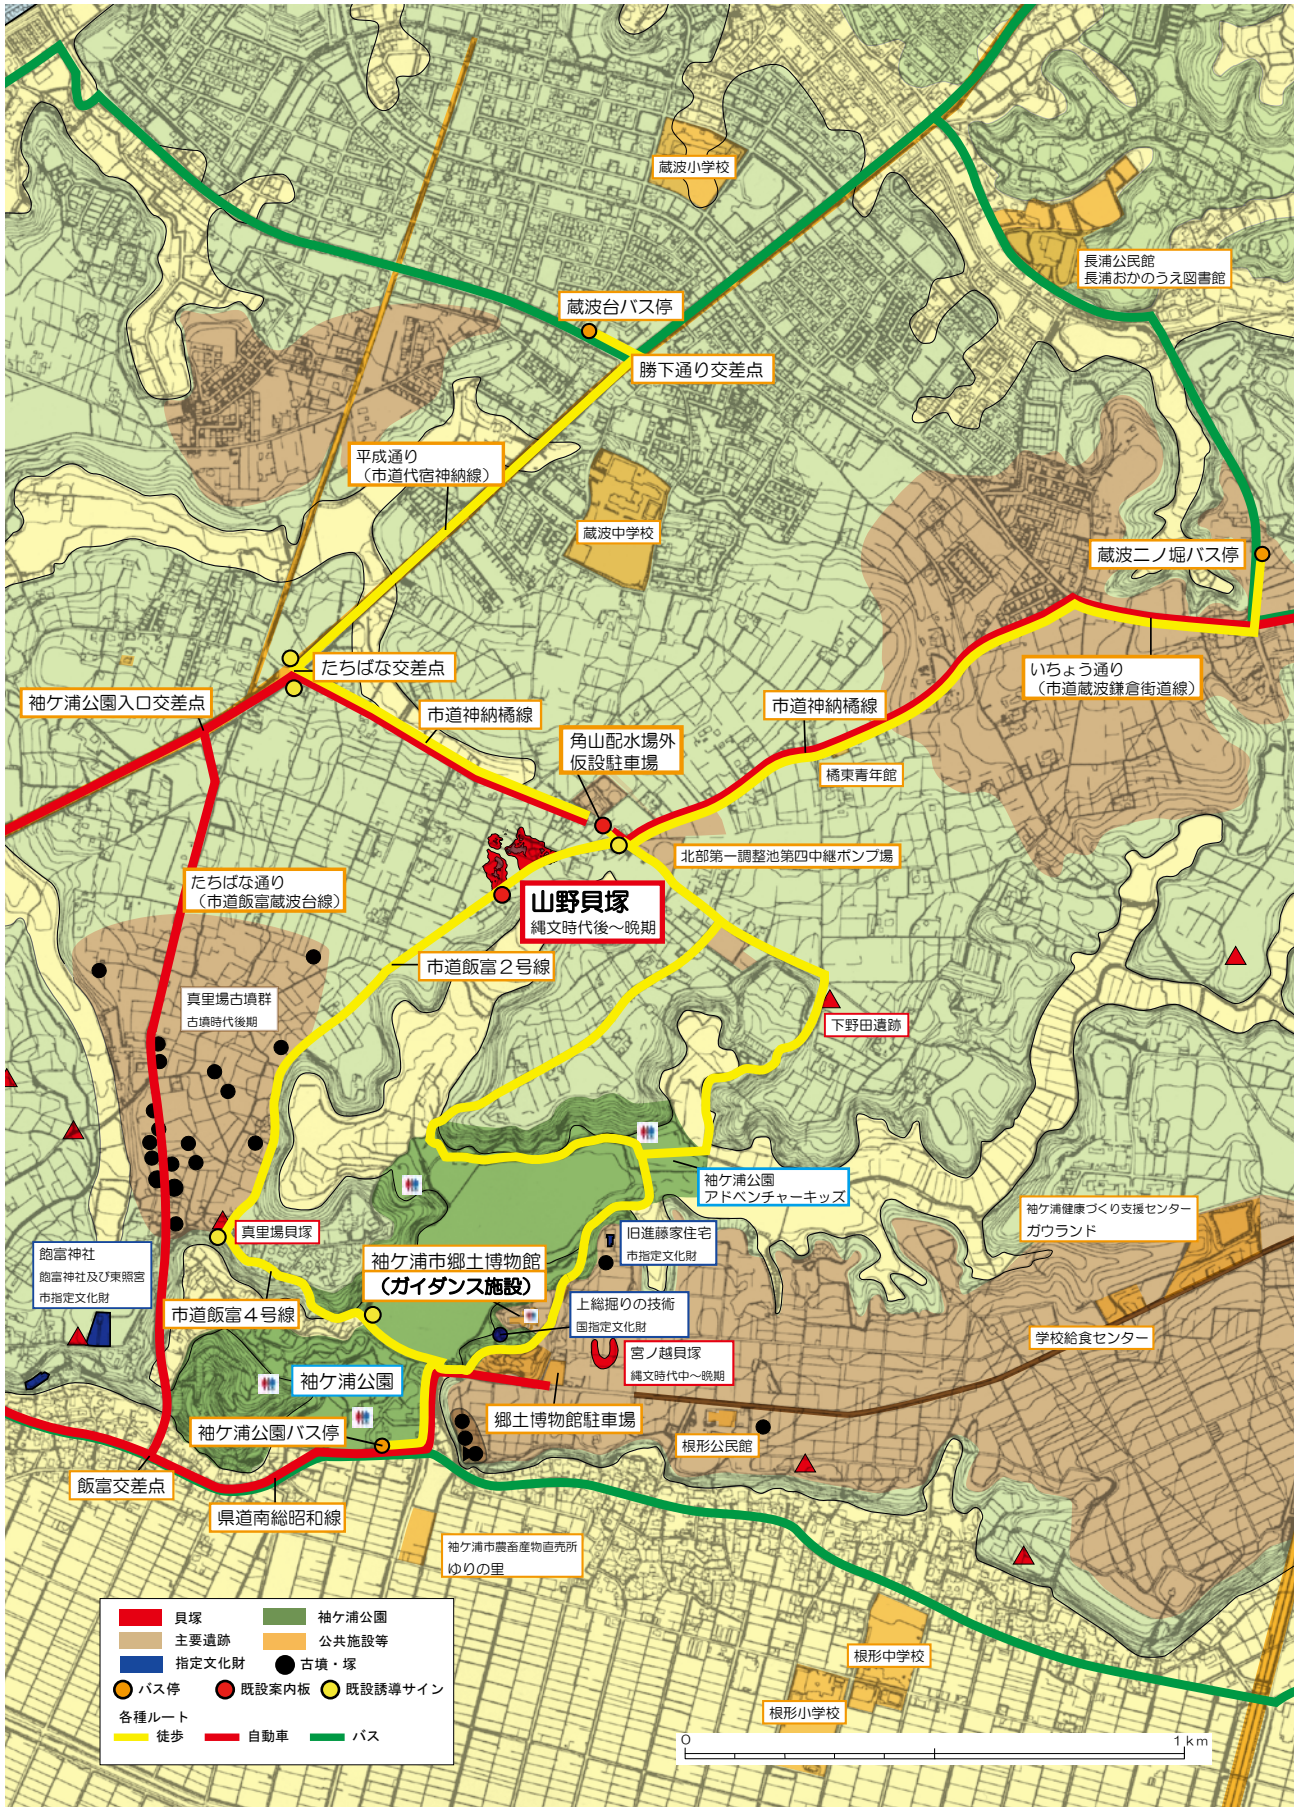 蔵波小学校
長浦公民館
長浦おかのうえ図書館
蔵波台バス停
勝下通り交差点
平成通り
（市道代宿神納線）
蔵波中学校
蔵波二ノ堀バス停
たちばな交差点
いちょう通り
（市道蔵波鎌倉街道線）
袖ケ浦公園入口交差点
市道神納橘線
市道神納橘線
角山配水場外
仮設駐車場
橘東青年館
北部第一調整池第四中継ポンプ場
たちばな通り
（市道飯富蔵波台線）
山野貝塚
縄文時代後～晩期
市道飯富２号線
真里場古墳群
古墳時代後期
下野田遺跡
袖ケ浦公園
アドベンチャーキッズ
袖ケ浦健康づくり支援センター
ガウランド
真里場貝塚
旧進藤家住宅
市指定文化財
飽富神社
飽富神社及び東照宮
市指定文化財
袖ケ浦市郷土博物館
（ガイダンス施設）
市道飯富４号線
上総掘りの技術
国指定文化財
学校給食センター
宮ノ越貝塚
縄文時代中～晩期
袖ケ浦公園
郷土博物館駐車場
袖ケ浦公園バス停
根形公民館
飯富交差点
県道南総昭和線
袖ケ浦市農畜産物直売所
ゆりの里
貝塚
袖ケ浦公園
主要遺跡
公共施設等
指定文化財
古墳・塚
バス停
既設案内板
既設誘導サイン
各種ルート
徒歩
自動車
バス
根形中学校
根形小学校
0
1km